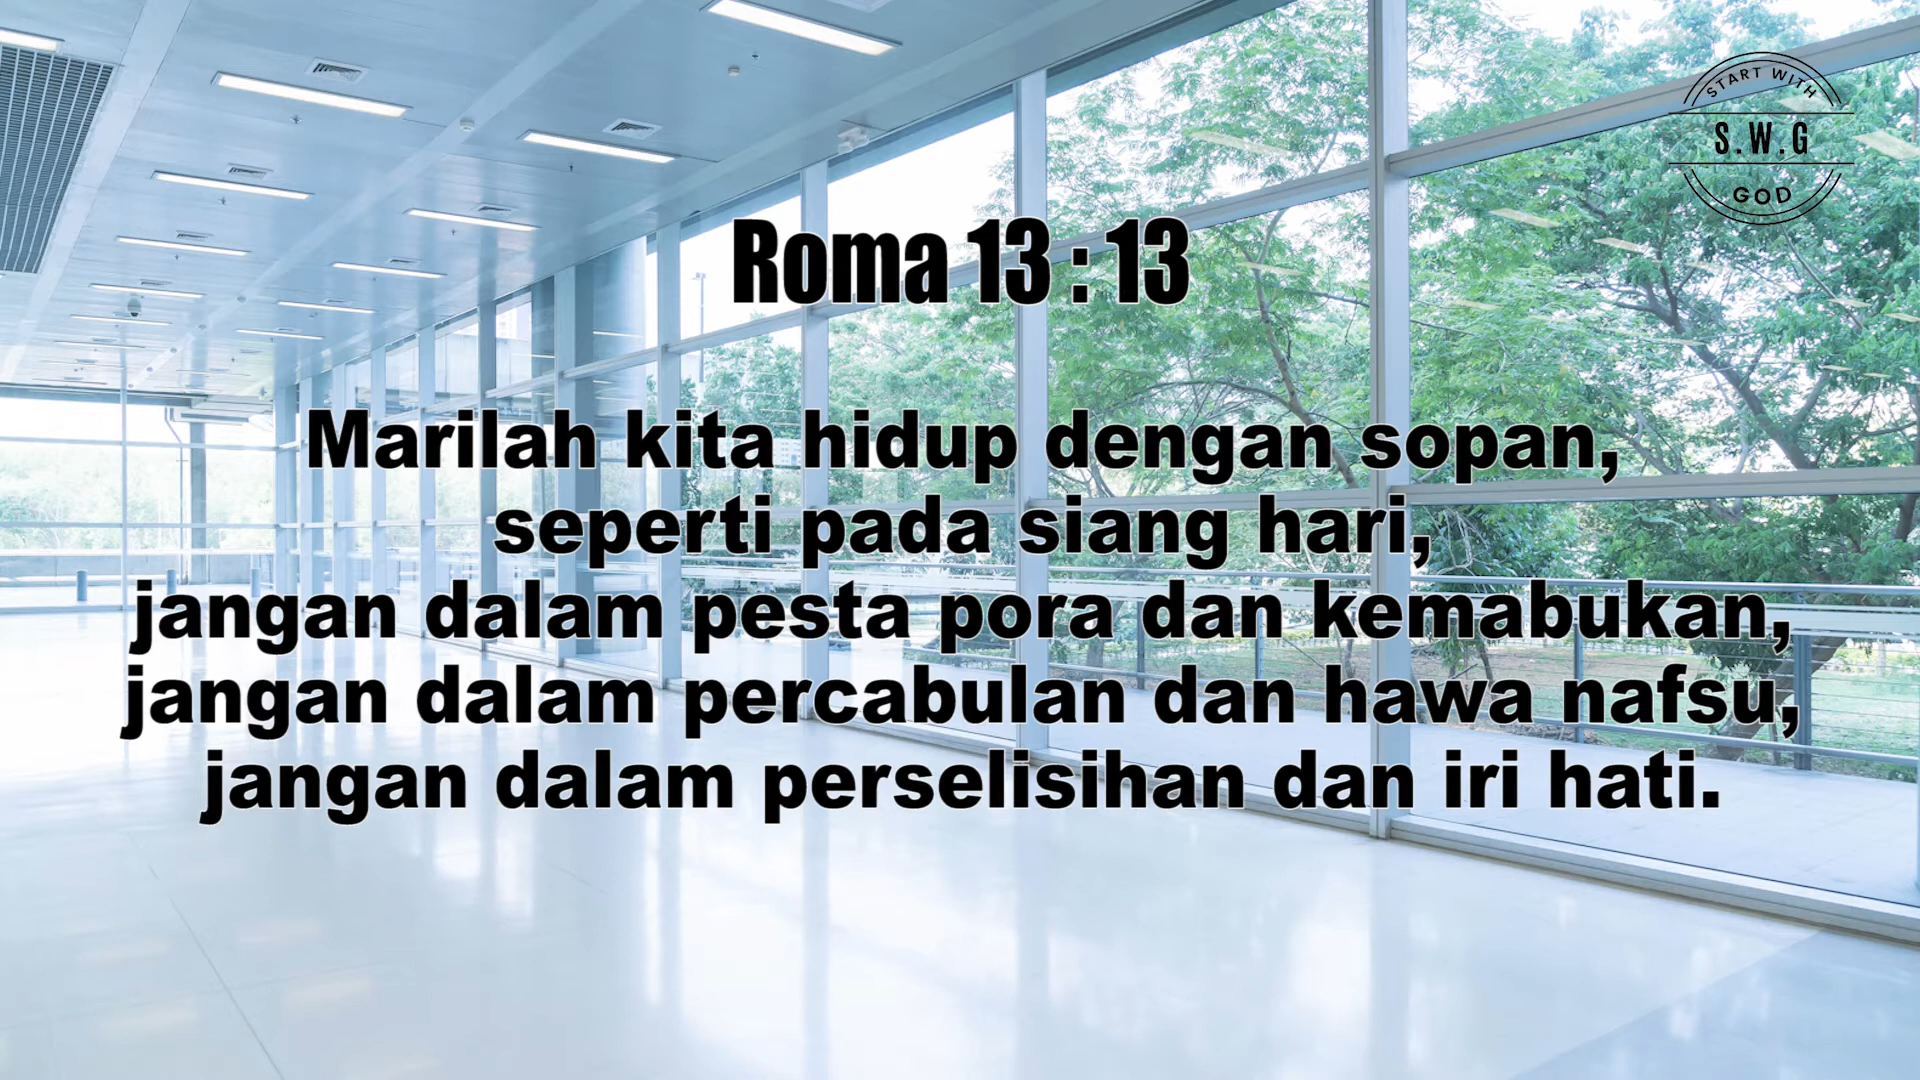 START WITH
S.W.G
GOD
Roma 13 : 13
Marilah kita hidup dengan sopan,
seperti pada siang hari,
jangan dalam pesta pora dan kemabukan,
jangan dalam percabulan dan hawa nafsu,
jangan dalam perselisihan dan iri hati.